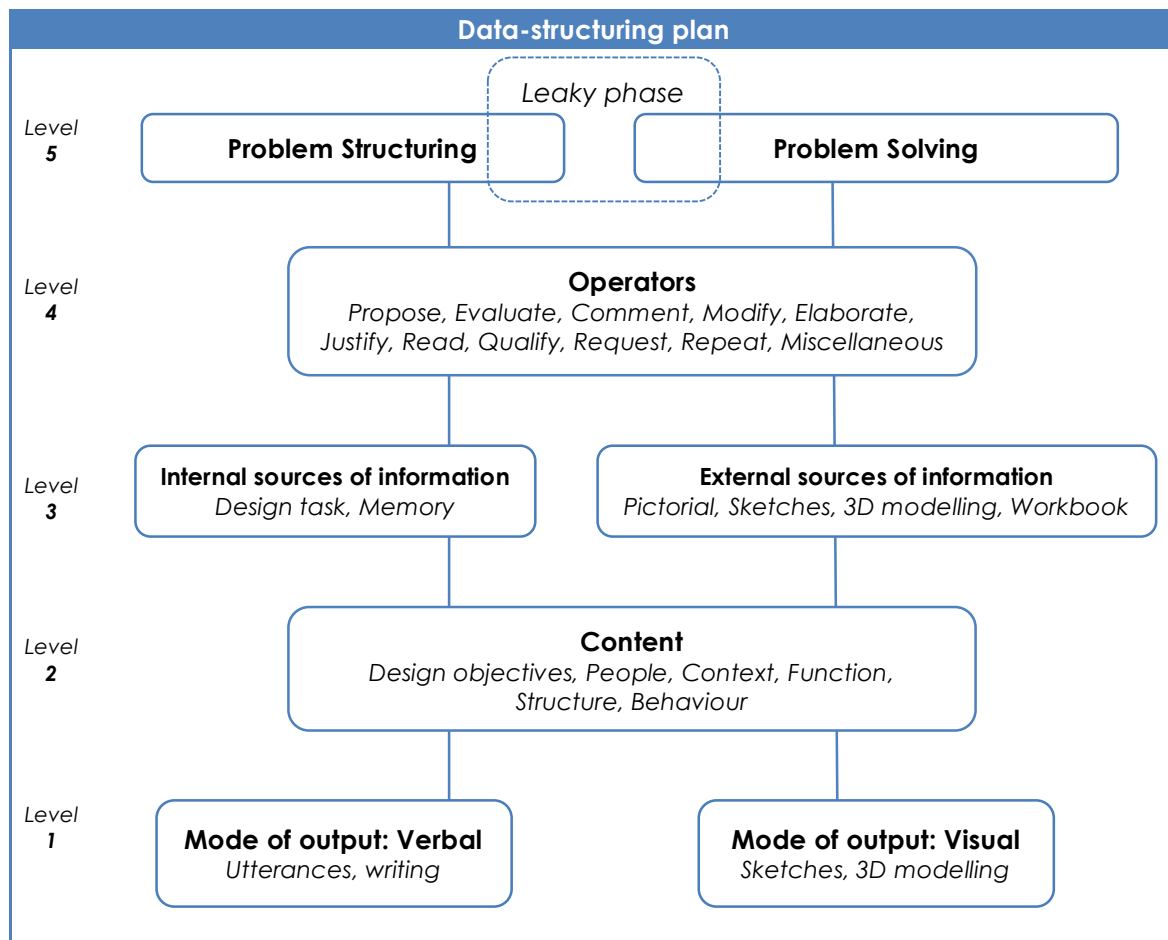 Data-structuring plan
Leaky phase
Level
5
Problem Structuring
Problem Solving
Level
4
Operators
Propose, Evaluate, Comment, Modify, Elaborate,
Justify, Read, Qualify, Request, Repeat, Miscellaneous
Level
3
Internal sources of information
Design task, Memory
External sources of information
Pictorial, Sketches, 3D modelling, Workbook
Level
2
Content
Design objectives, People, Context, Function,
Structure, Behaviour
Level
1
Mode of output: Verbal
Utterances, writing
Mode of output: Visual
Sketches, 3D modelling